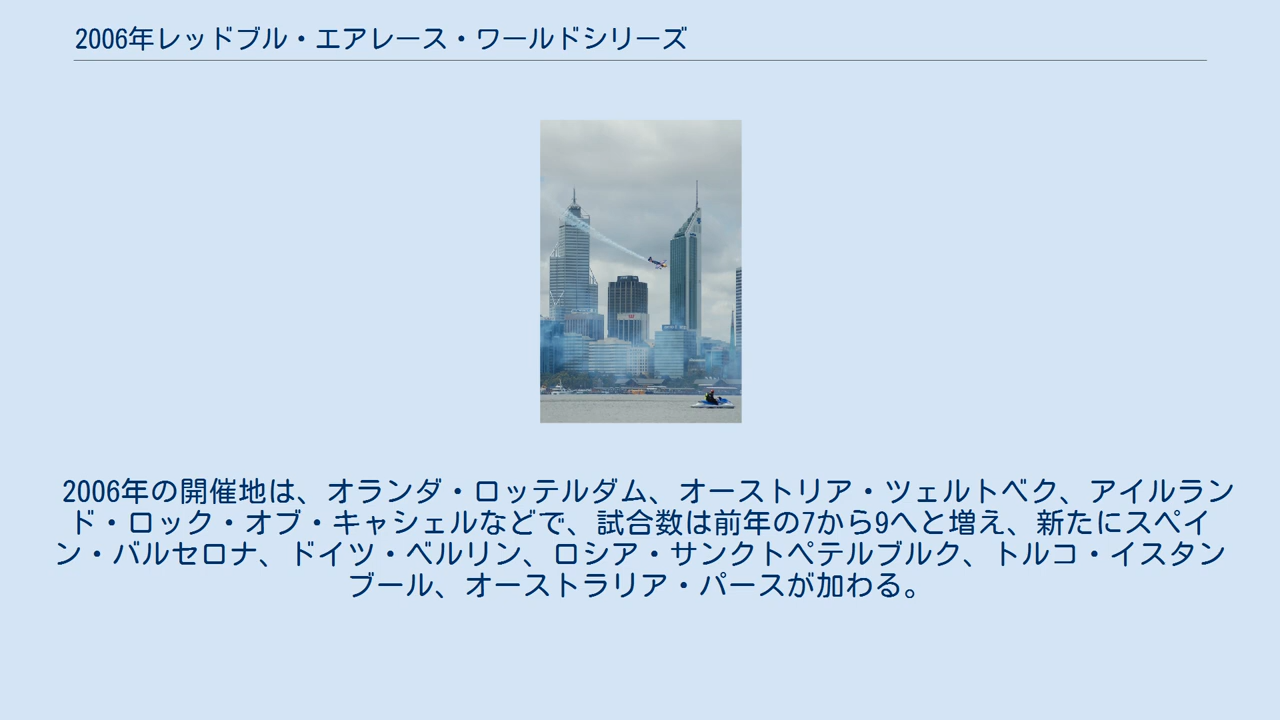 2006年レッドブル・エアレース・ワールドシリーズ
2006年の開催地は、オランダ・ロッテルダム、オーストリア・ツェルトベク、アイルラン
ド・ロック・オブ・キャシェルなどで、試合数は前年の7から9へと増え、新たにスペイ
ン・バルセロナ、ドイツ・ベルリン、ロシア・サンクトペテルブルク、トルコ・イスタン
ブール、オーストラリア・パースが加わる。